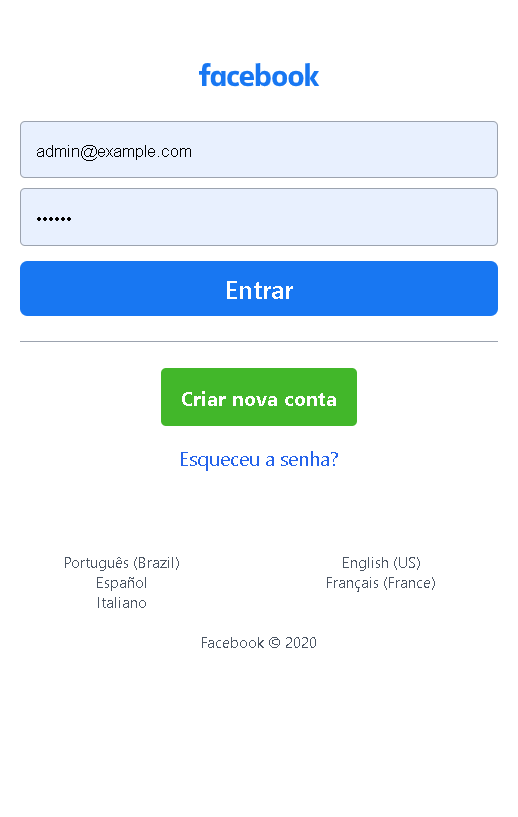 facebook
admin@example.com
••••••
Entrar
Criar nova conta
Esqueceu a senha?
Português (Brazil)
English (US)
Español
Français (France)
Italiano
Facebook © 2020